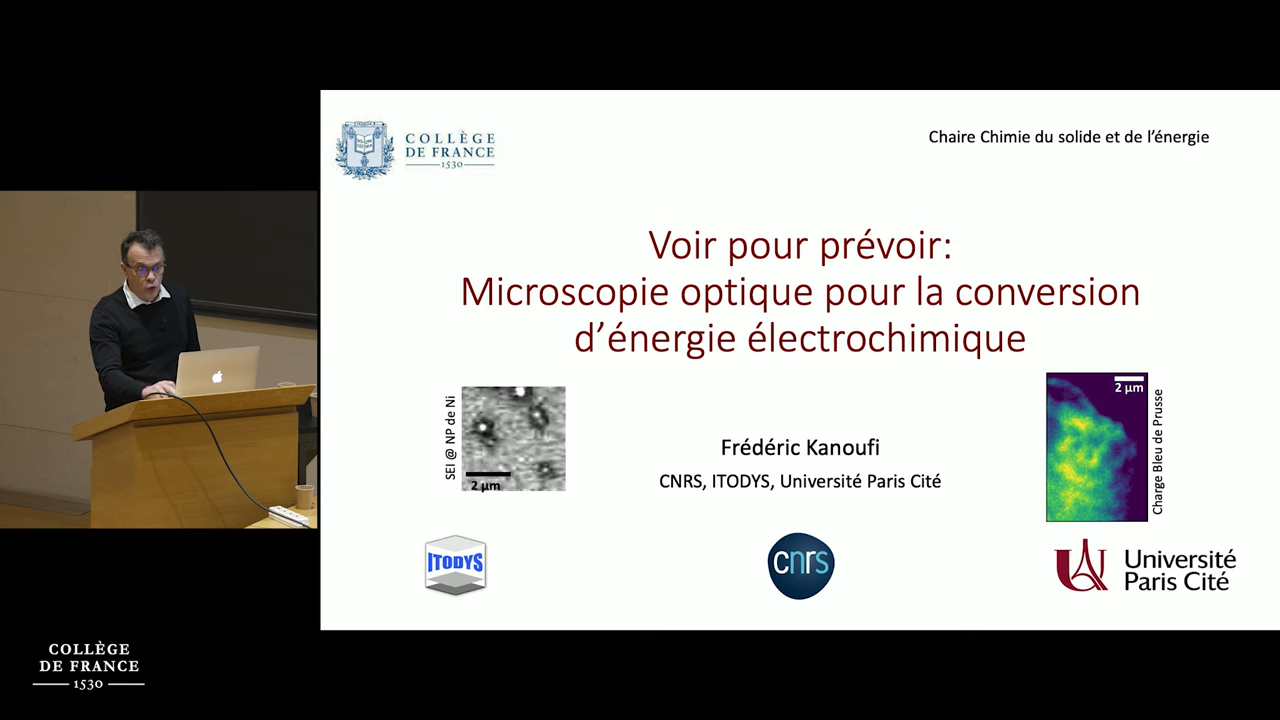 COLLÈGE
DE FRANCE
1530
Chaire Chimie du solide et de l'énergie
Voir pour prévoir:
Microscopie optique pour la conversion
d'énergie électrochimique
SEI @ NP de Ni
2 µm
Frédéric Kanoufi
CNRS, ITODYS, Université Paris Cité
2 µm
Charge Bleu de Prusse
ITODYS
cnrs
Université
Paris Cité
COLLÈGE
DE FRANCE
1530